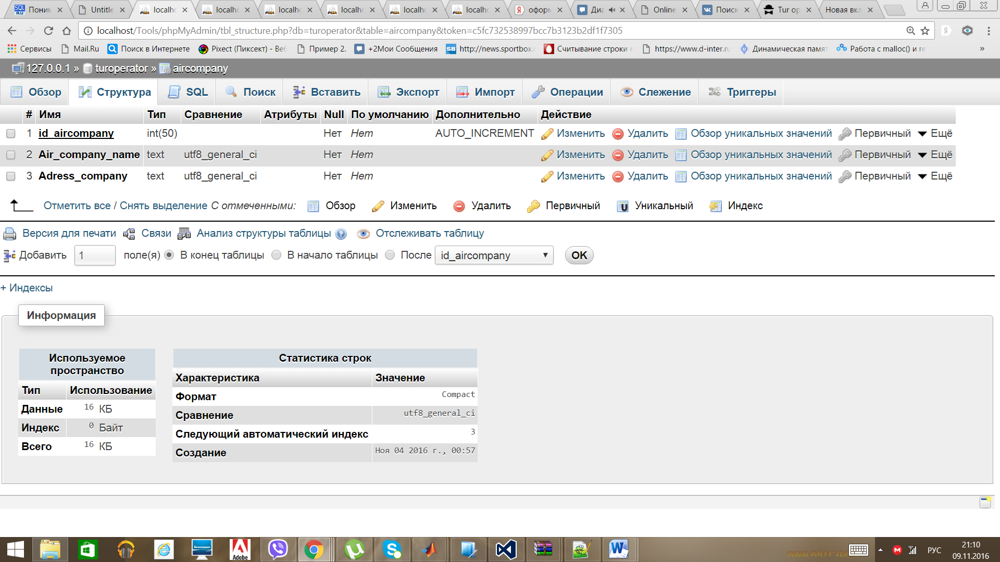 Поним
Untitle
localho
localho
localho
localho
localho
localho
офор
Диа
Online
Поиск
Tur op
Новая вкл
localhost/Tools/phpMyAdmin/tbl_structure.php?db=turoperator&table=aircompany&token=c5fc732538997bcc7b3123b2df1f7305
Сервисы Mail.Ru Поиск в Интернете Pixect (Пиксект) - Веб Пример 2. +2Мои Сообщения http://news.sportbox.r Считывание строки https://www.d-inter.ru Динамическая памят Работа с malloc() и re »
127.0.0.1 » turoperator » aircompany
Обзор Структура SQL Поиск Вставить Экспорт Импорт Операции Слежение Триггеры
# Имя Тип Сравнение Атрибуты Null По умолчанию Дополнительно Действие
1 id_aircompany int(50) Нет Нет AUTO_INCREMENT Изменить Удалить Обзор уникальных значений Первичный Ещё
2 Air_company_name text utf8_general_ci Нет Нет Изменить Удалить Обзор уникальных значений Первичный Ещё
3 Adress_company text utf8_general_ci Нет Нет Изменить Удалить Обзор уникальных значений Первичный Ещё
Отметить все / Снять выделение С отмеченными: Обзор Изменить Удалить Первичный Уникальный Индекс
Версия для печати Связи Анализ структуры таблицы Отслеживать таблицу
Добавить 1 поле(я) В конец таблицы В начало таблицы После id_aircompany OK
+ Индексы
Информация
Используемое
пространство
Тип Использование
Данные 16 КБ
Индекс 0 Байт
Всего 16 КБ
Статистика строк
Характеристика Значение
Формат Compact
Сравнение utf8_general_ci
Следующий автоматический индекс 3
Создание Ноя 04 2016 г., 00:57
Adobe
РУС
21:10
09.11.2016